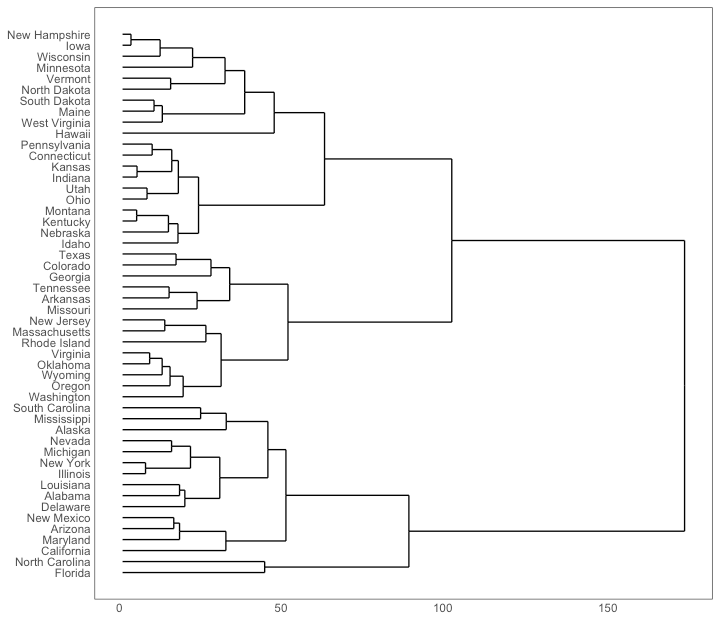 New Hampshire
Iowa
Wisconsin
Minnesota
Vermont
North Dakota
South Dakota
Maine
West Virginia
Hawaii
Pennsylvania
Connecticut
Kansas
Indiana
Utah
Ohio
Montana
Kentucky
Nebraska
Idaho
Texas
Colorado
Georgia
Tennessee
Arkansas
Missouri
New Jersey
Massachusetts
Rhode Island
Virginia
Oklahoma
Wyoming
Oregon
Washington
South Carolina
Mississippi
Alaska
Nevada
Michigan
New York
Illinois
Louisiana
Alabama
Delaware
New Mexico
Arizona
Maryland
California
North Carolina
Florida
0 50 100 150